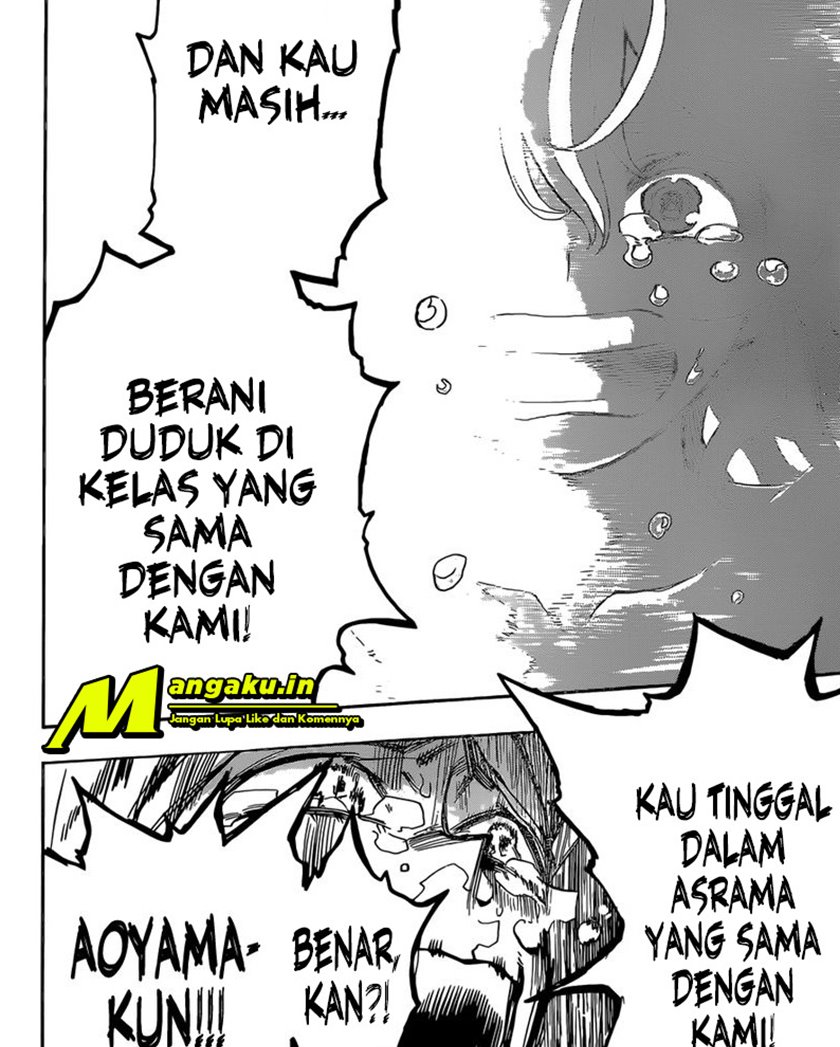 DAN KAU
MASIH...
BERANI
DUDUK DI
KELAS YANG
SAMA
DENGAN
KAMI!
Mangaku.in
Jangan Lupa Like dan Komennya
KAU TINGGAL
DALAM
ASRAMA
YANG SAMA
DENGAN
KAMI!
BENAR,
KAN?!
AOYAMA-
KUN!!!